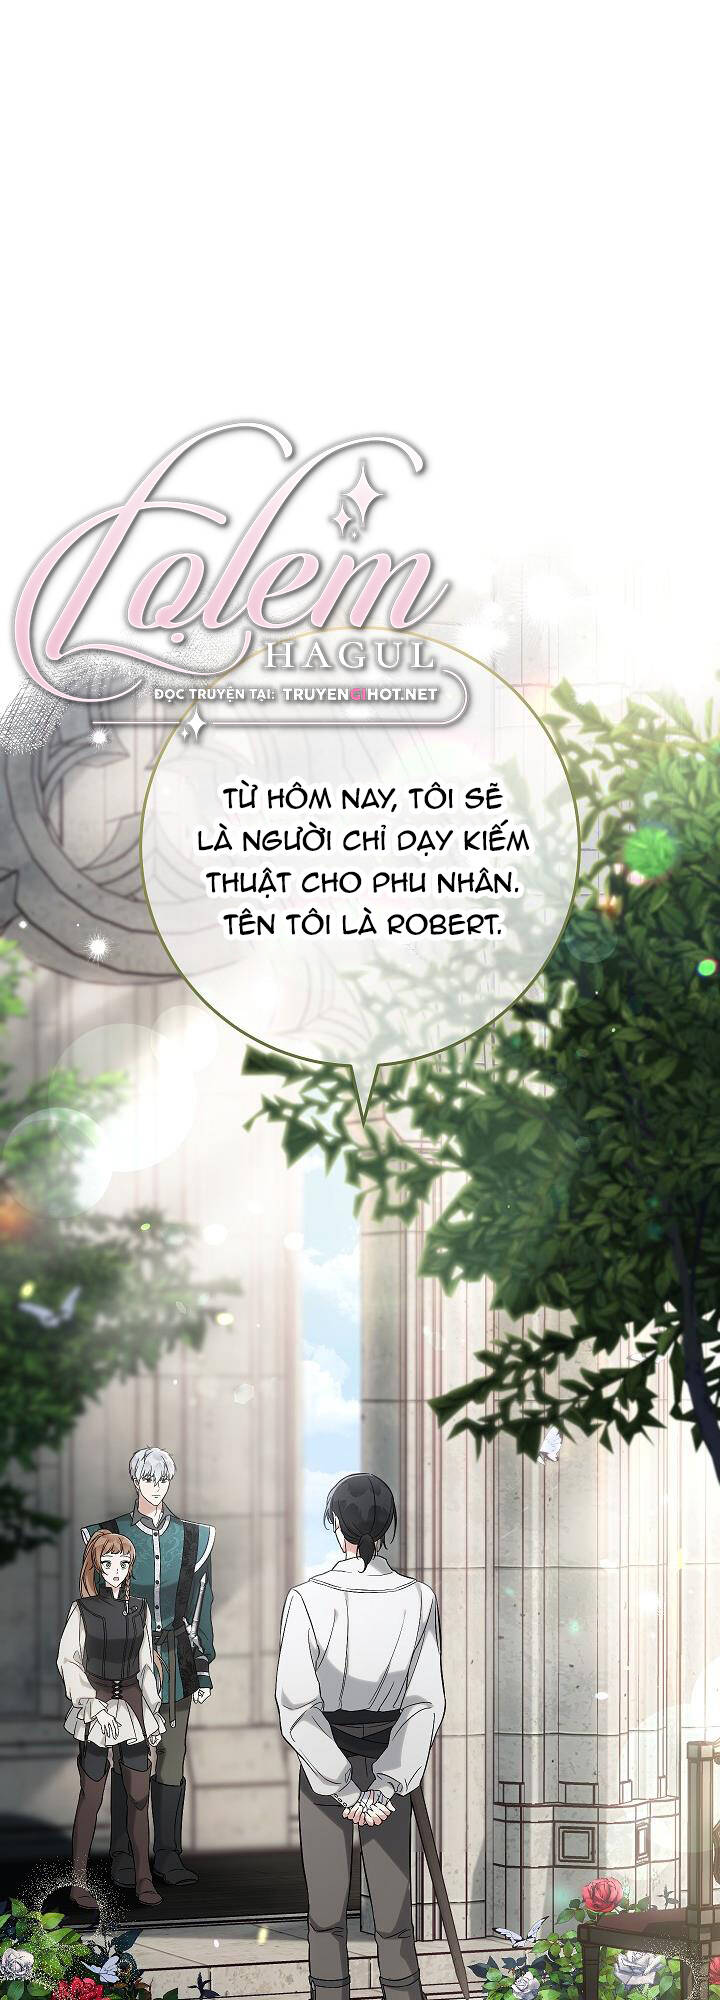 Lọlem
HAGUL
ĐỌC TRUYỆN TẠI: TRUYENGIHOT.NET
TỪ HÔM NAY, TÔI SẼ
LÀ NGƯỜI CHỈ DẠY KIẾM
THUẬT CHO PHU NHÂN.
TÊN TÔI LÀ ROBERT.